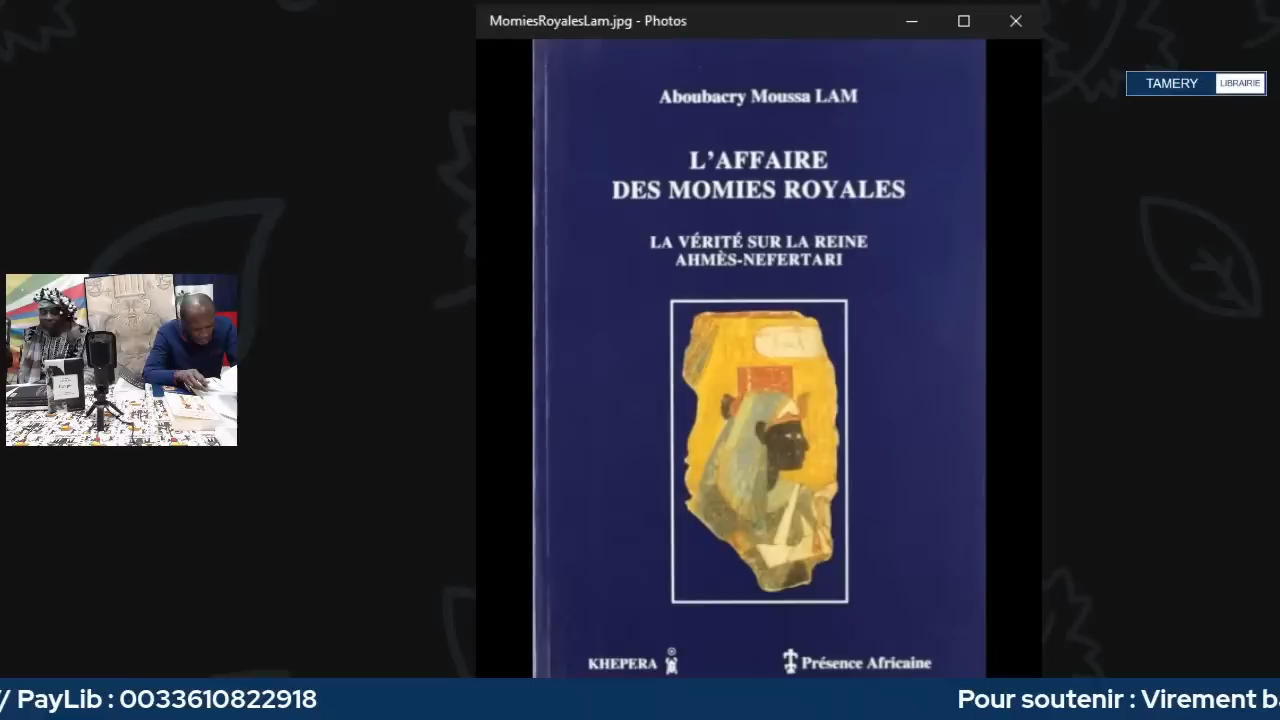 MomiesRoyalesLam.jpg - Photos
TAMERY LIBRAIRIE
Aboubacry Moussa LAM
L'AFFAIRE
DES MOMIES ROYALES
LA VÉRITÉ SUR LA REINE
AHMÈS-NEFERTARI
KHEPERA
Présence Africaine
// PayLib : 0033610822918
Pour soutenir : Virement b